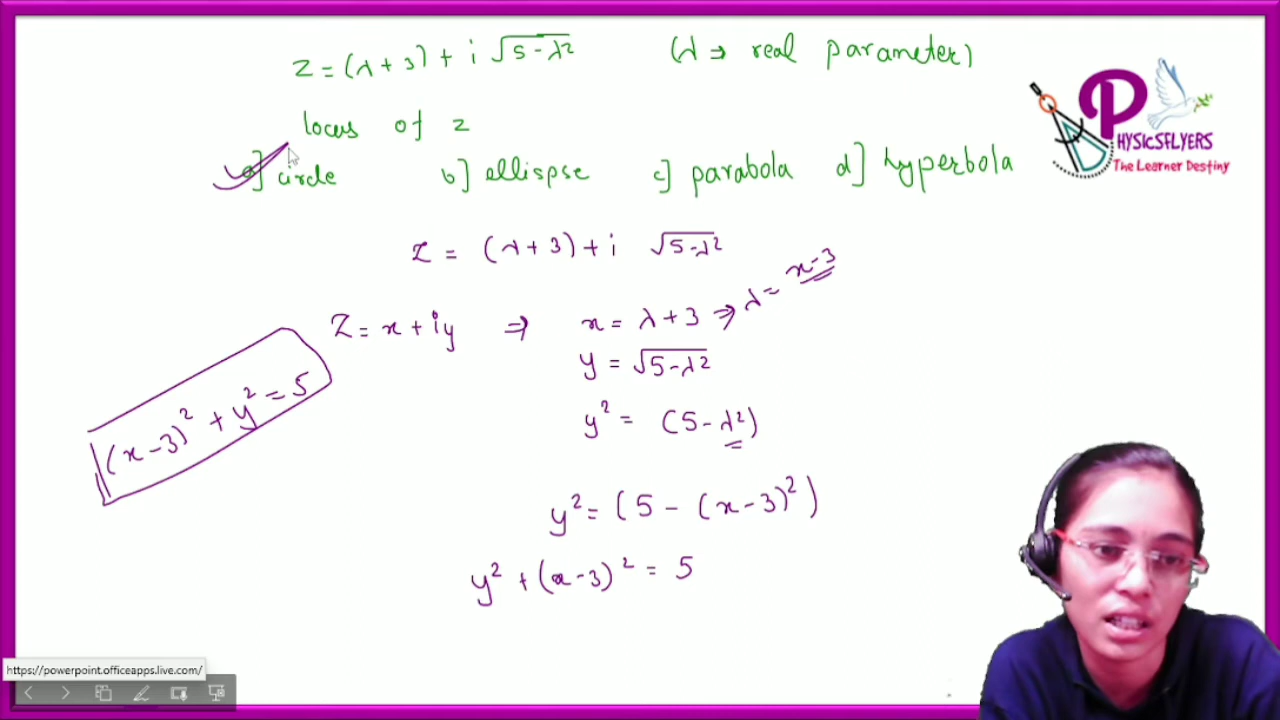 z = (λ + 3) + i √5-λ² (λ → real parameter)
locus of z
a] circle b] ellispse c] parabola d] hyperbola
PHYSICSFLYERS
The Learner Destiny
Z = (λ + 3) + i √5-λ²
Z = x + iy ⇒ x = λ + 3 ⇒ λ = x-3
y = √5-λ²
y² = (5 - λ²)
(x-3)² + y² = 5
y² = (5 - (x-3)²)
y² + (x-3)² = 5
https://powerpoint.officeapps.live.com/